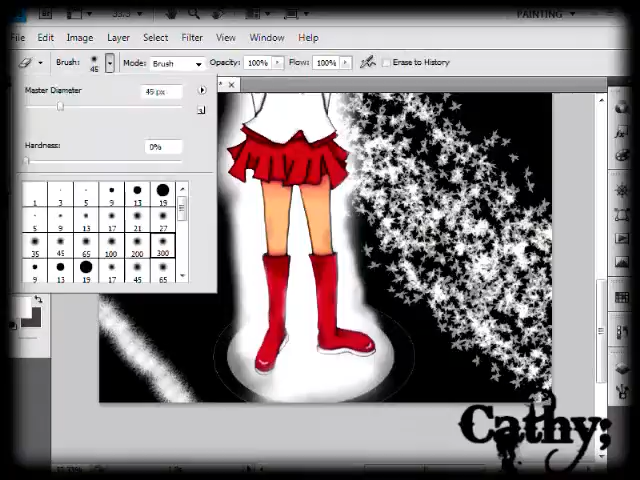 PAINTING
File Edit Image Layer Select Filter View Window Help
Brush: 45 Mode: Brush Opacity: 100% Flow: 100% Erase to History
Master Diameter 45 px
Hardness: 0%
1 3 5 9 13 19
5 9 13 17 21 27
35 45 65 100 200 300
9 13 19 17 45 65
Cathy;